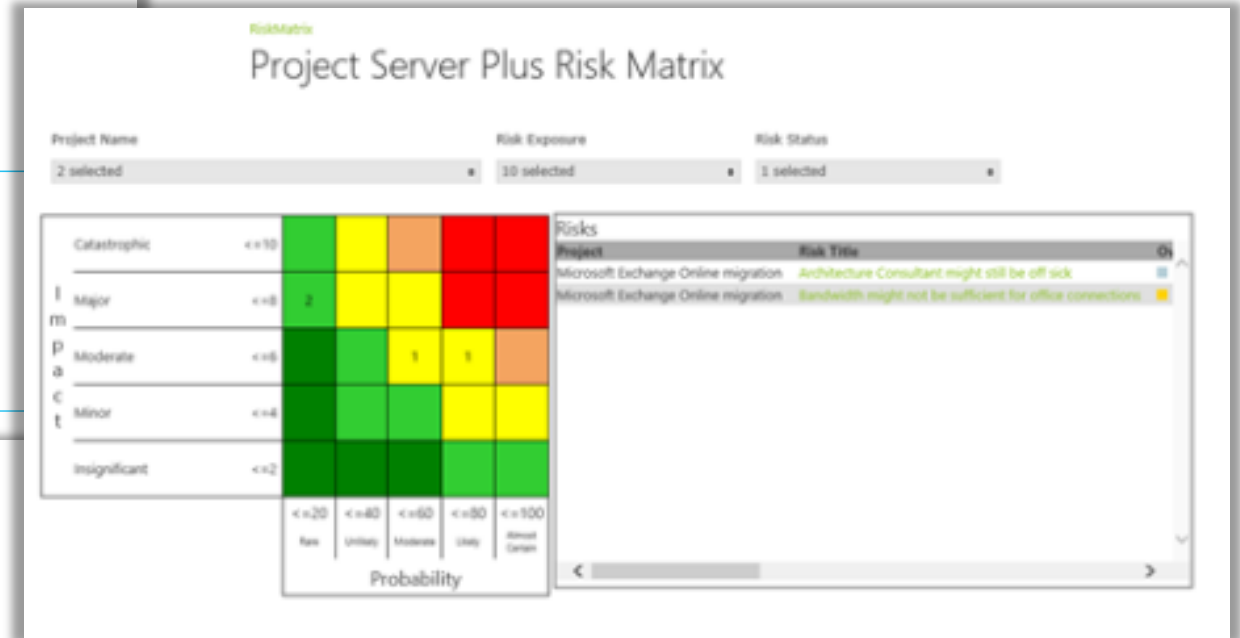 RiskMatrix
Project Server Plus Risk Matrix
Project Name Risk Exposure Risk Status
2 selected 10 selected 1 selected
Impact
Catastrophic <=10
Major <=8 2
Moderate <=6 1 1
Minor <=4
Insignificant <=2
<=20 <=40 <=60 <=80 <=100
Rare Unlikely Moderate Likely Almost Certain
Probability
Risks
Project Risk Title Ov
Microsoft Exchange Online migration Architecture Consultant might still be off sick
Microsoft Exchange Online migration Bandwidth might not be sufficient for office connections